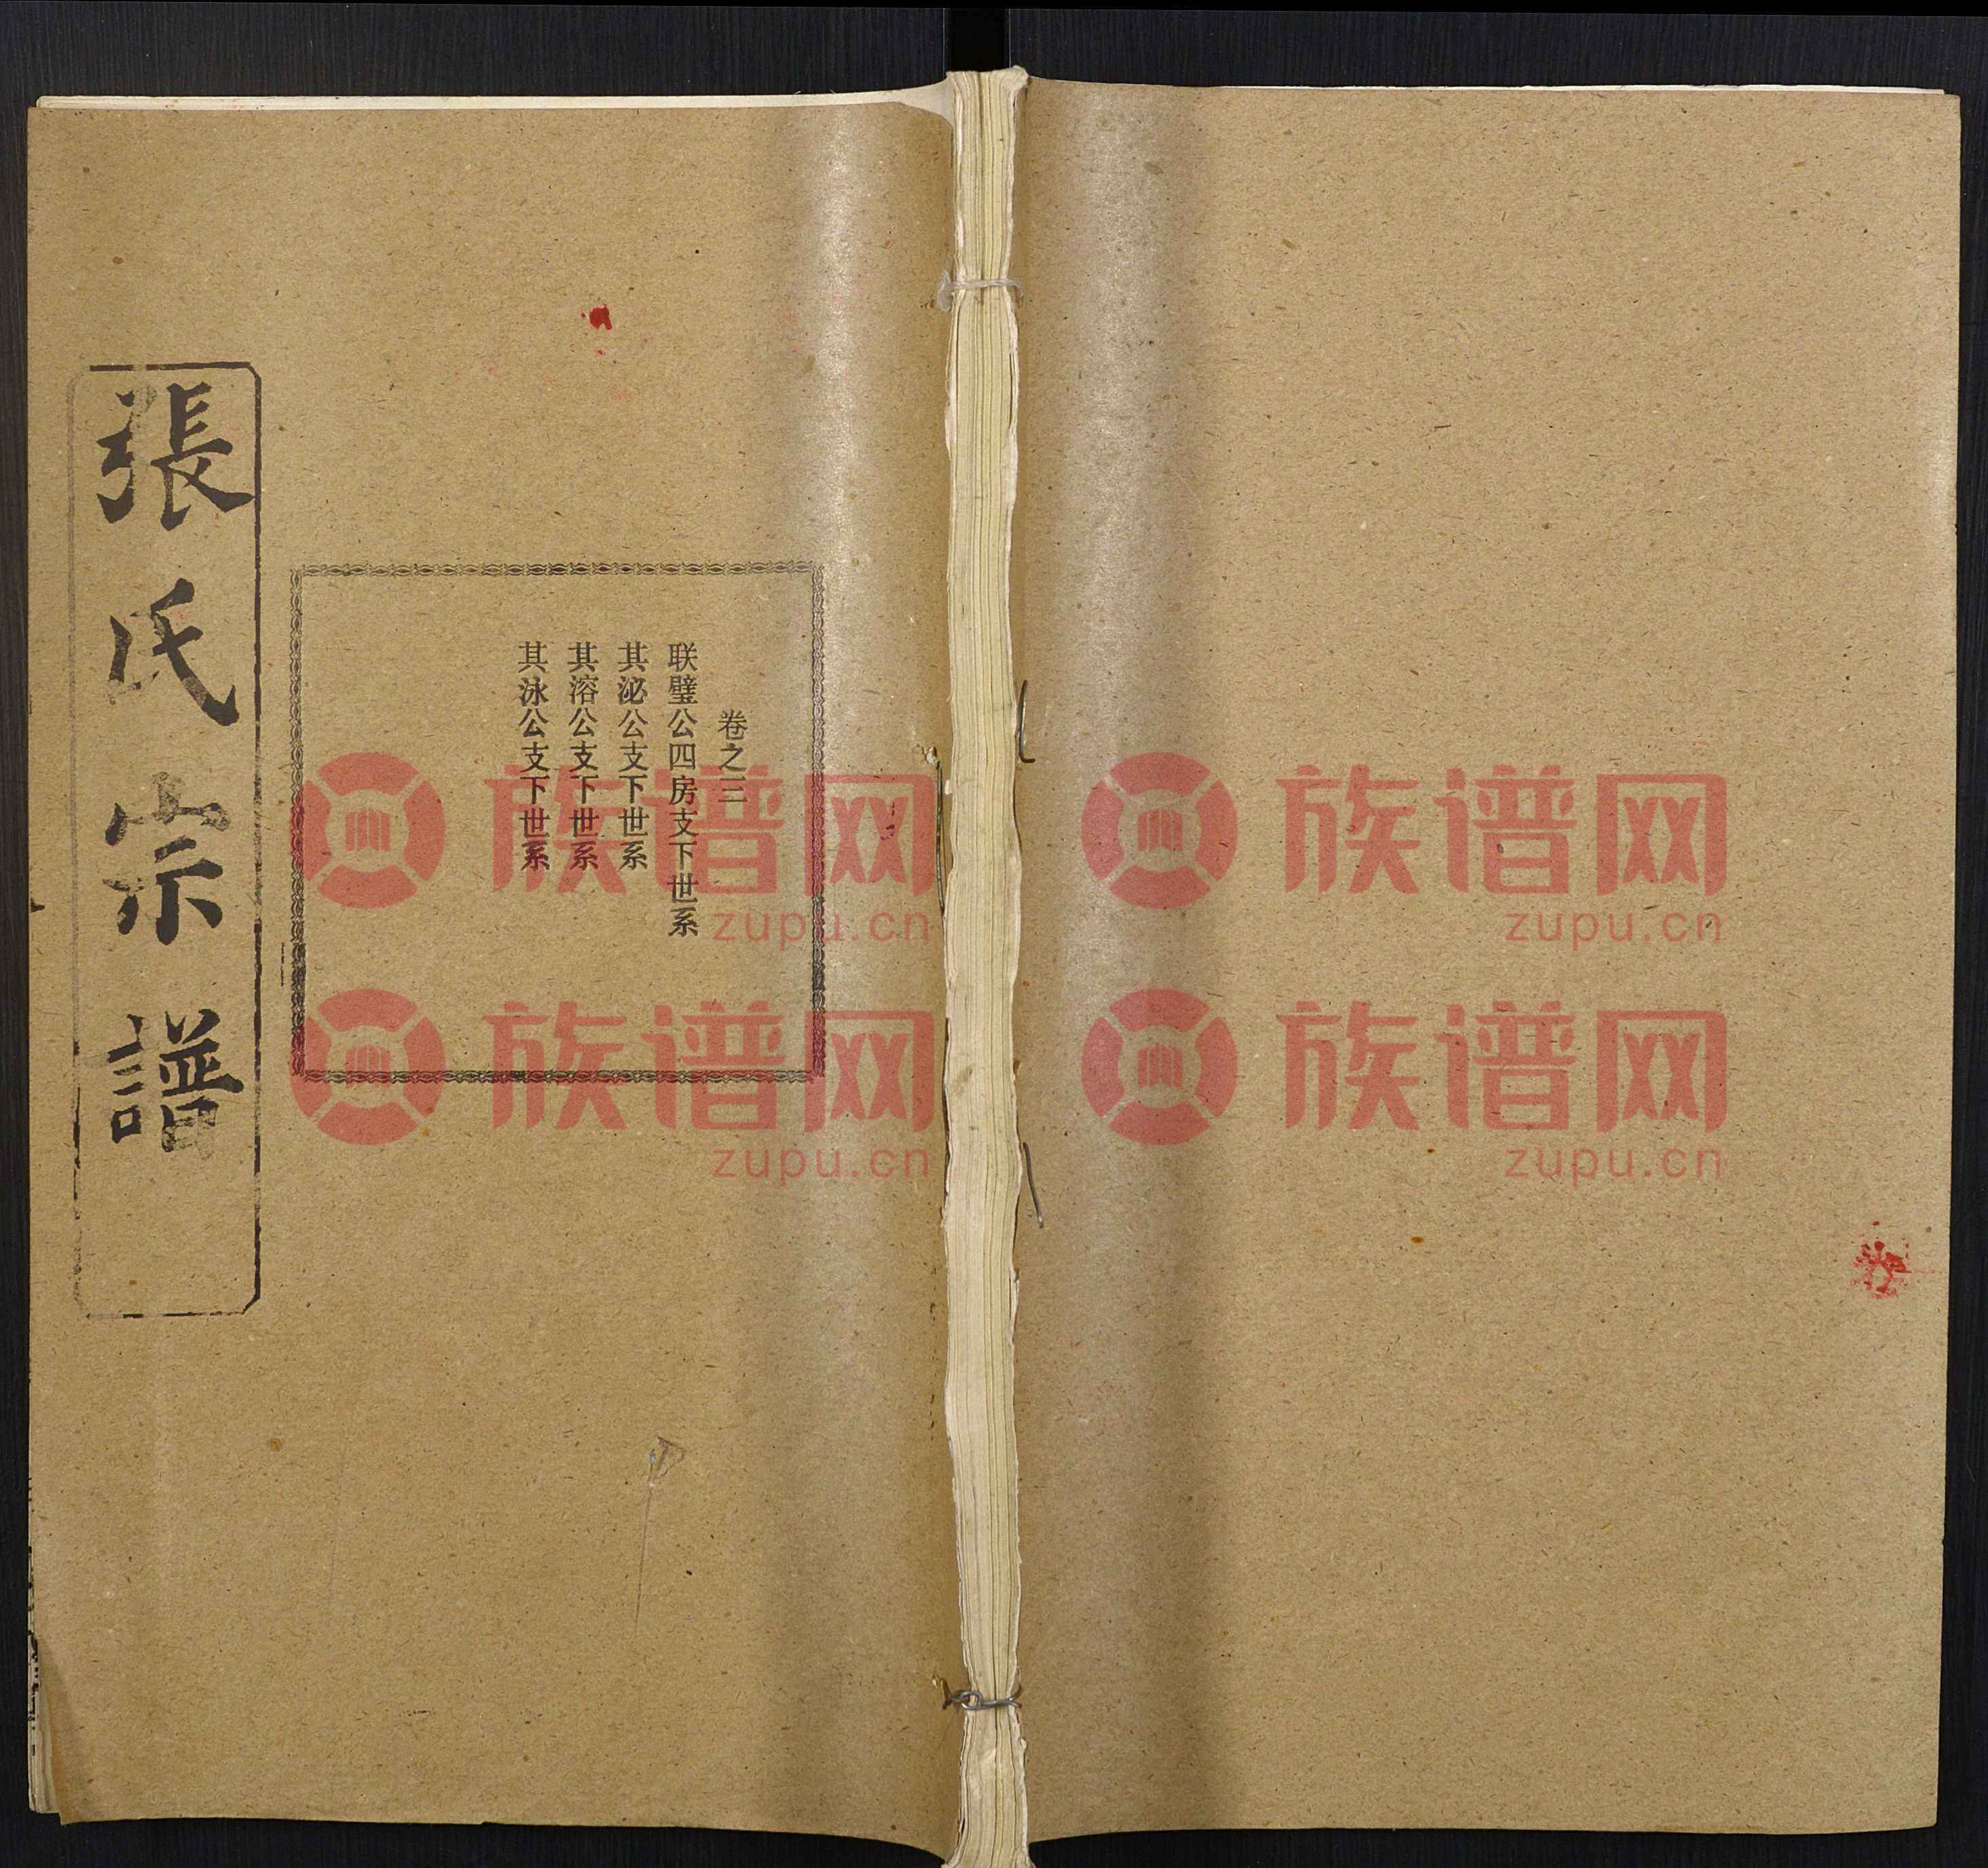 卷之三
联璧公四房支下世系
其泌公支下世系
其溶公支下世系
其泳公支下世系
張氏宗譜
族谱网
zupu.cn
族谱网
zupu.cn
族谱网
zupu.cn
族谱网
zupu.cn